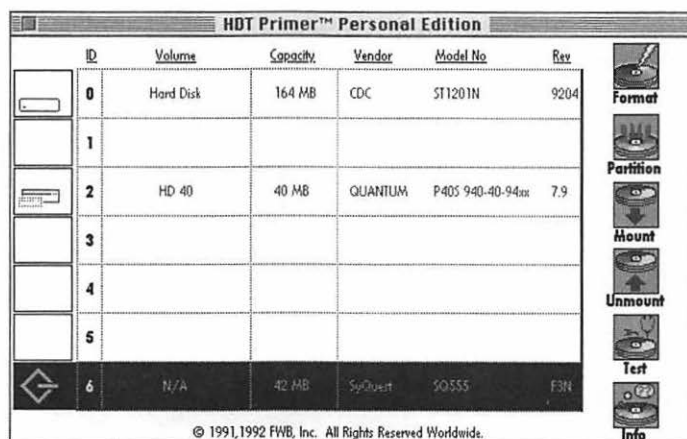 HDT Primer™ Personal Edition
ID Volume Capacity Vendor Model No Rev
0 Hard Disk 164 MB CDC ST1201N 9204
1
2 HD 40 40 MB QUANTUM P40S 940-40-94xx 7.9
3
4
5
6 N/A 42 MB SyQuest SQ555 F3N
© 1991,1992 FWB, Inc. All Rights Reserved Worldwide.
Format
Partition
Mount
Unmount
Test
Info